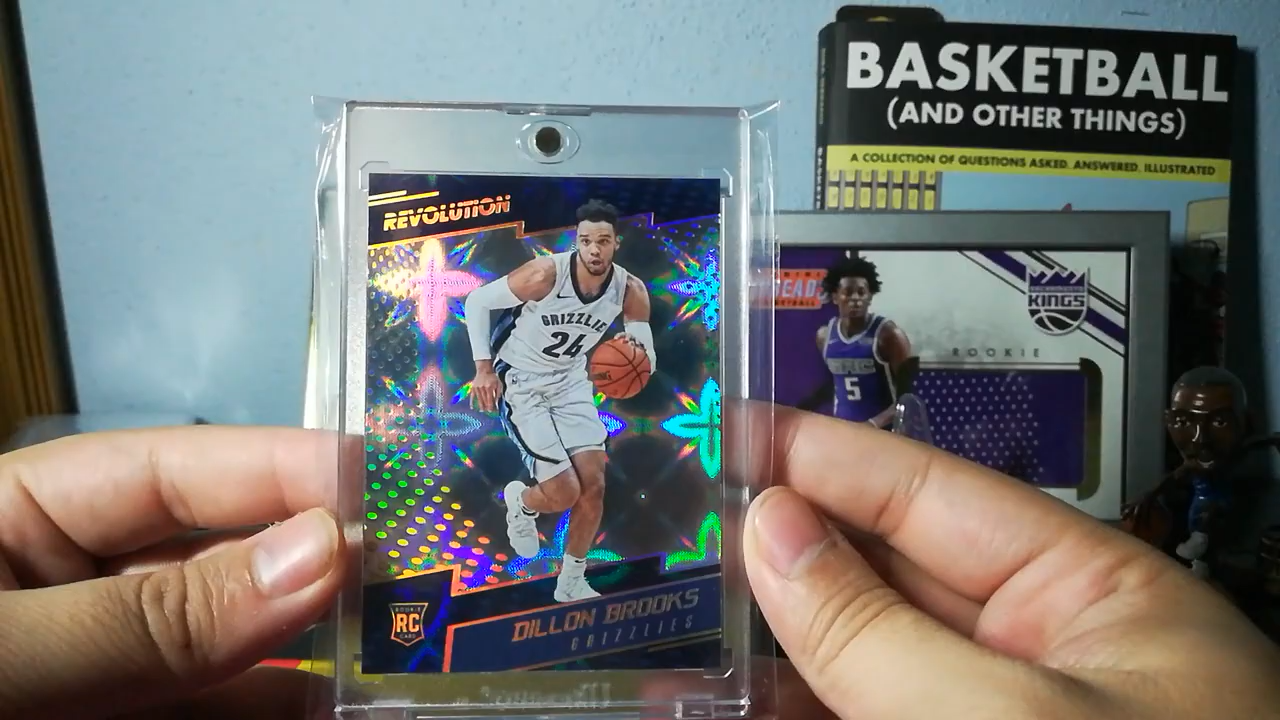 BASKETBALL
(AND OTHER THINGS)
A COLLECTION OF QUESTIONS ASKED, ANSWERED, ILLUSTRATED
REVOLUTION
GRIZZLIE
24
ROOKIE
RC
CARD
DILLON BROOKS
GRIZZLIES
KINGS
ROOKIE
5